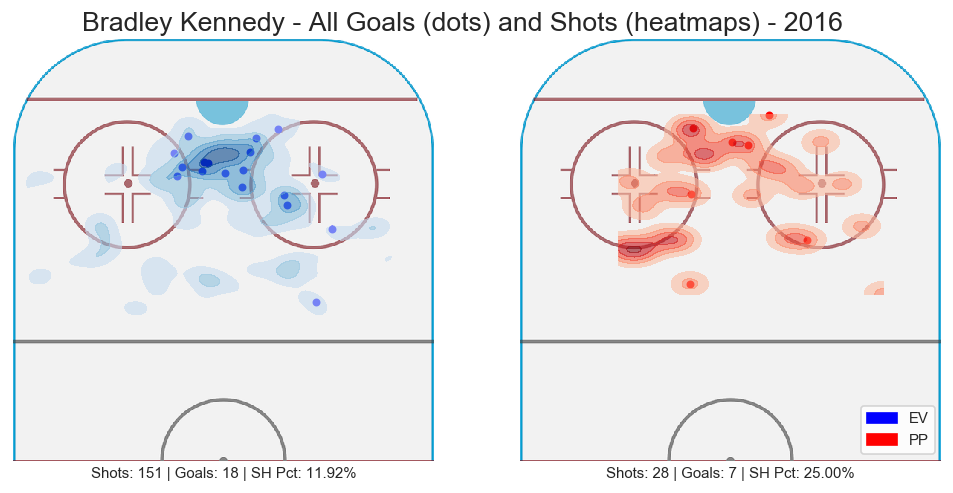 Bradley Kennedy - All Goals (dots) and Shots (heatmaps) - 2016
EV
PP
Shots: 151 | Goals: 18 | SH Pct: 11.92%
Shots: 28 | Goals: 7 | SH Pct: 25.00%